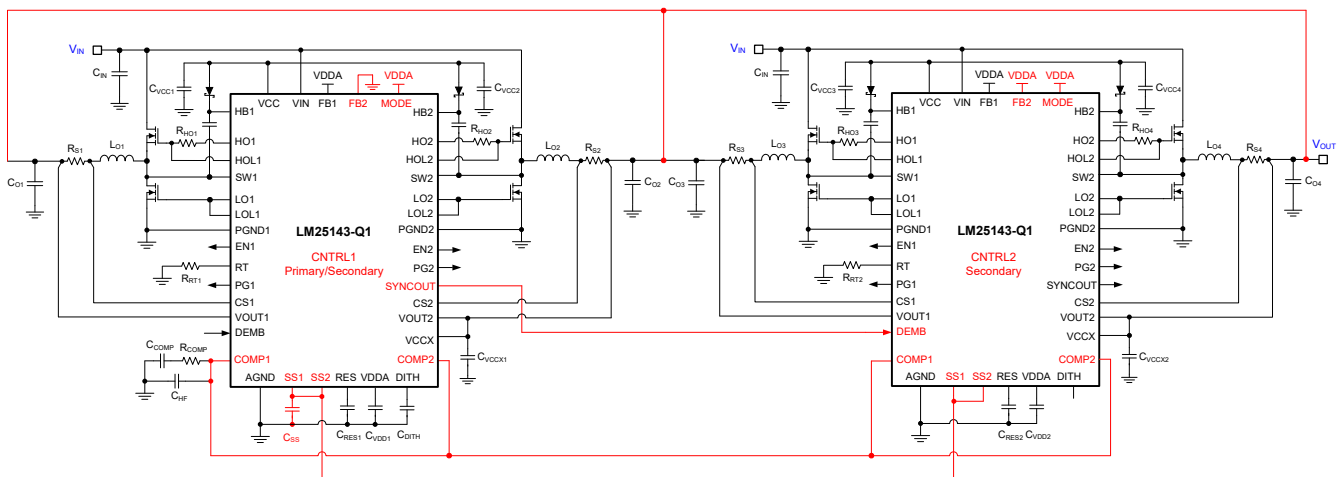 VIN
CIN
VDDA
VDDA
CVCC1
VCC
VIN
FB1
FB2
MODE
CVCC2
HB1
HB2
RHO1
HO1
HO2
RHO2
HOL1
HOL2
RS1
LO1
SW1
SW2
LO2
RS2
CO1
LO1
LO2
CO2
LOL1
LOL2
PGND1
LM25143-Q1
PGND2
EN1
CNTRL1
EN2
RT
Primary/Secondary
PG2
RRT1
PG1
SYNCOUT
CS1
CS2
VOUT1
VOUT2
DEMB
VCCX
CCOMP
RCOMP
COMP1
COMP2
CVCCX1
CHF
AGND
SS1
SS2
RES
VDDA
DITH
CSS
CRES1
CVDD1
CDITH
VIN
CIN
VDDA
VDDA
VDDA
CVCC3
VCC
VIN
FB1
FB2
MODE
CVCC4
HB1
HB2
RHO3
HO1
HO2
RHO4
HOL1
HOL2
CO3
RS3
LO3
SW1
SW2
LO4
RS4
VOUT
LO1
LO2
CO4
LOL1
LOL2
PGND1
LM25143-Q1
PGND2
EN1
CNTRL2
EN2
RT
Secondary
PG2
RRT2
PG1
SYNCOUT
CS1
CS2
VOUT1
VOUT2
DEMB
VCCX
COMP1
COMP2
CVCCX2
AGND
SS1
SS2
RES
VDDA
DITH
CRES2
CVDD2